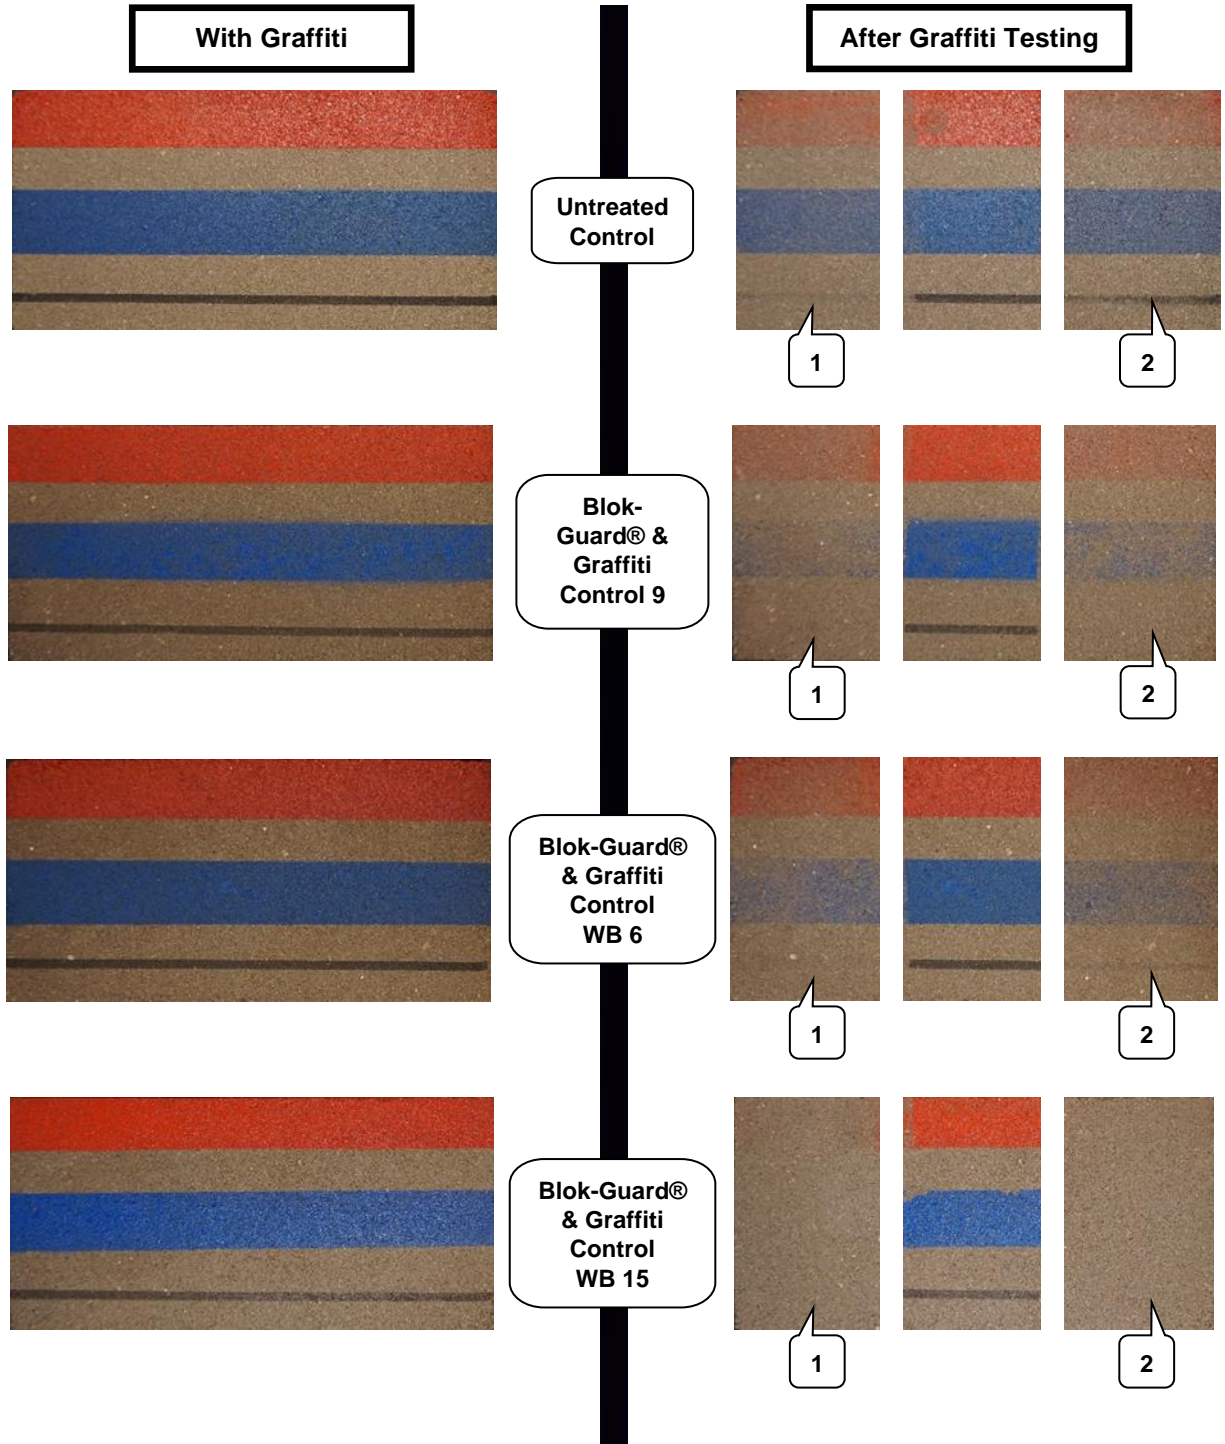 With Graffiti
After Graffiti Testing
Untreated
Control
1
2
Blok-
Guard® &
Graffiti
Control 9
1
2
Blok-Guard®
& Graffiti
Control
WB 6
1
2
Blok-Guard®
& Graffiti
Control
WB 15
1
2